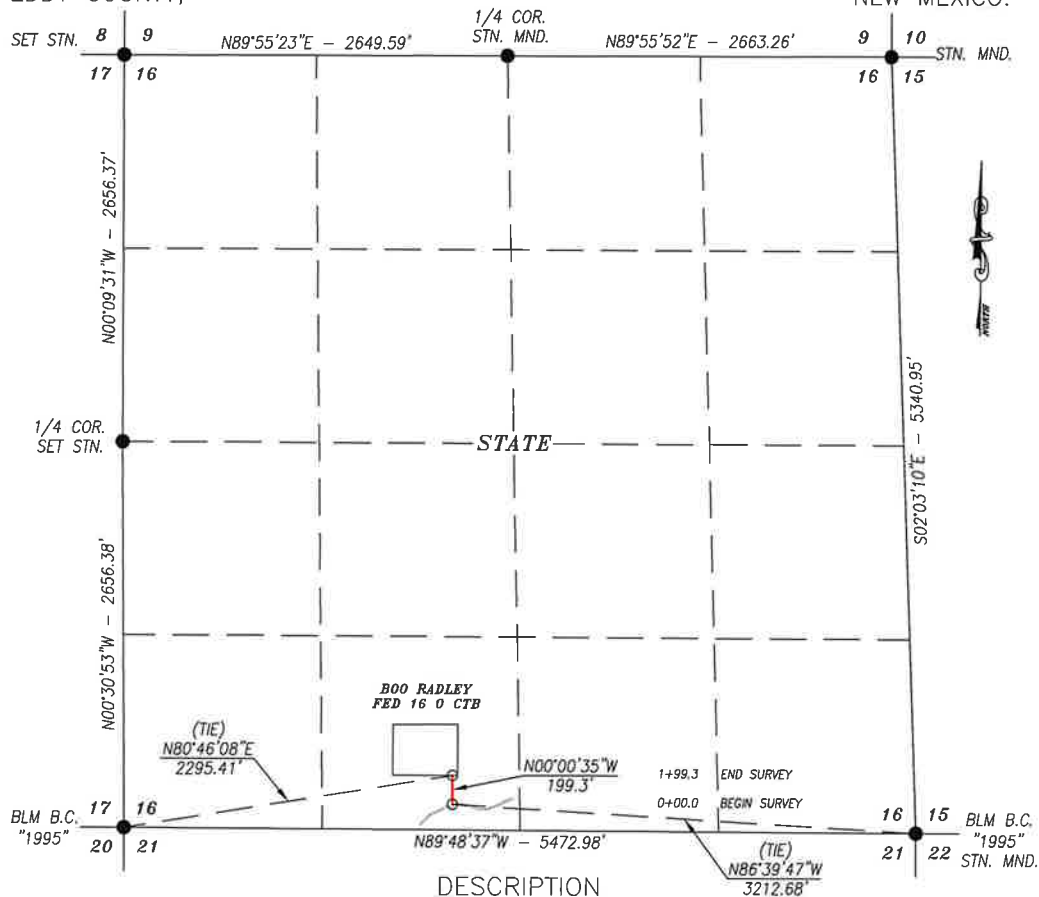 NEW MEXICO.
1/4 COR.
STN. MND.
SET STN.
8 9
N89°55'23"E - 2649.59'
N89°55'52"E - 2663.26'
9 10
STN. MND.
17 16
16 15
N00°09'31"W - 2656.37'
NORTH
1/4 COR.
SET STN.
STATE
S02°03'10"E - 5340.95'
N00°30'53"W - 2656.38'
BOO RADLEY
FED 16 O CTB
(TIE)
N80°46'08"E
2295.41'
N00°00'35"W
199.3'
1+99.3 END SURVEY
0+00.0 BEGIN SURVEY
17 16
16 15
BLM B.C.
"1995"
20 21
N89°48'37"W - 5472.98'
21 22
BLM B.C.
"1995"
STN. MND.
(TIE)
N86°39'47"W
3212.68'
DESCRIPTION